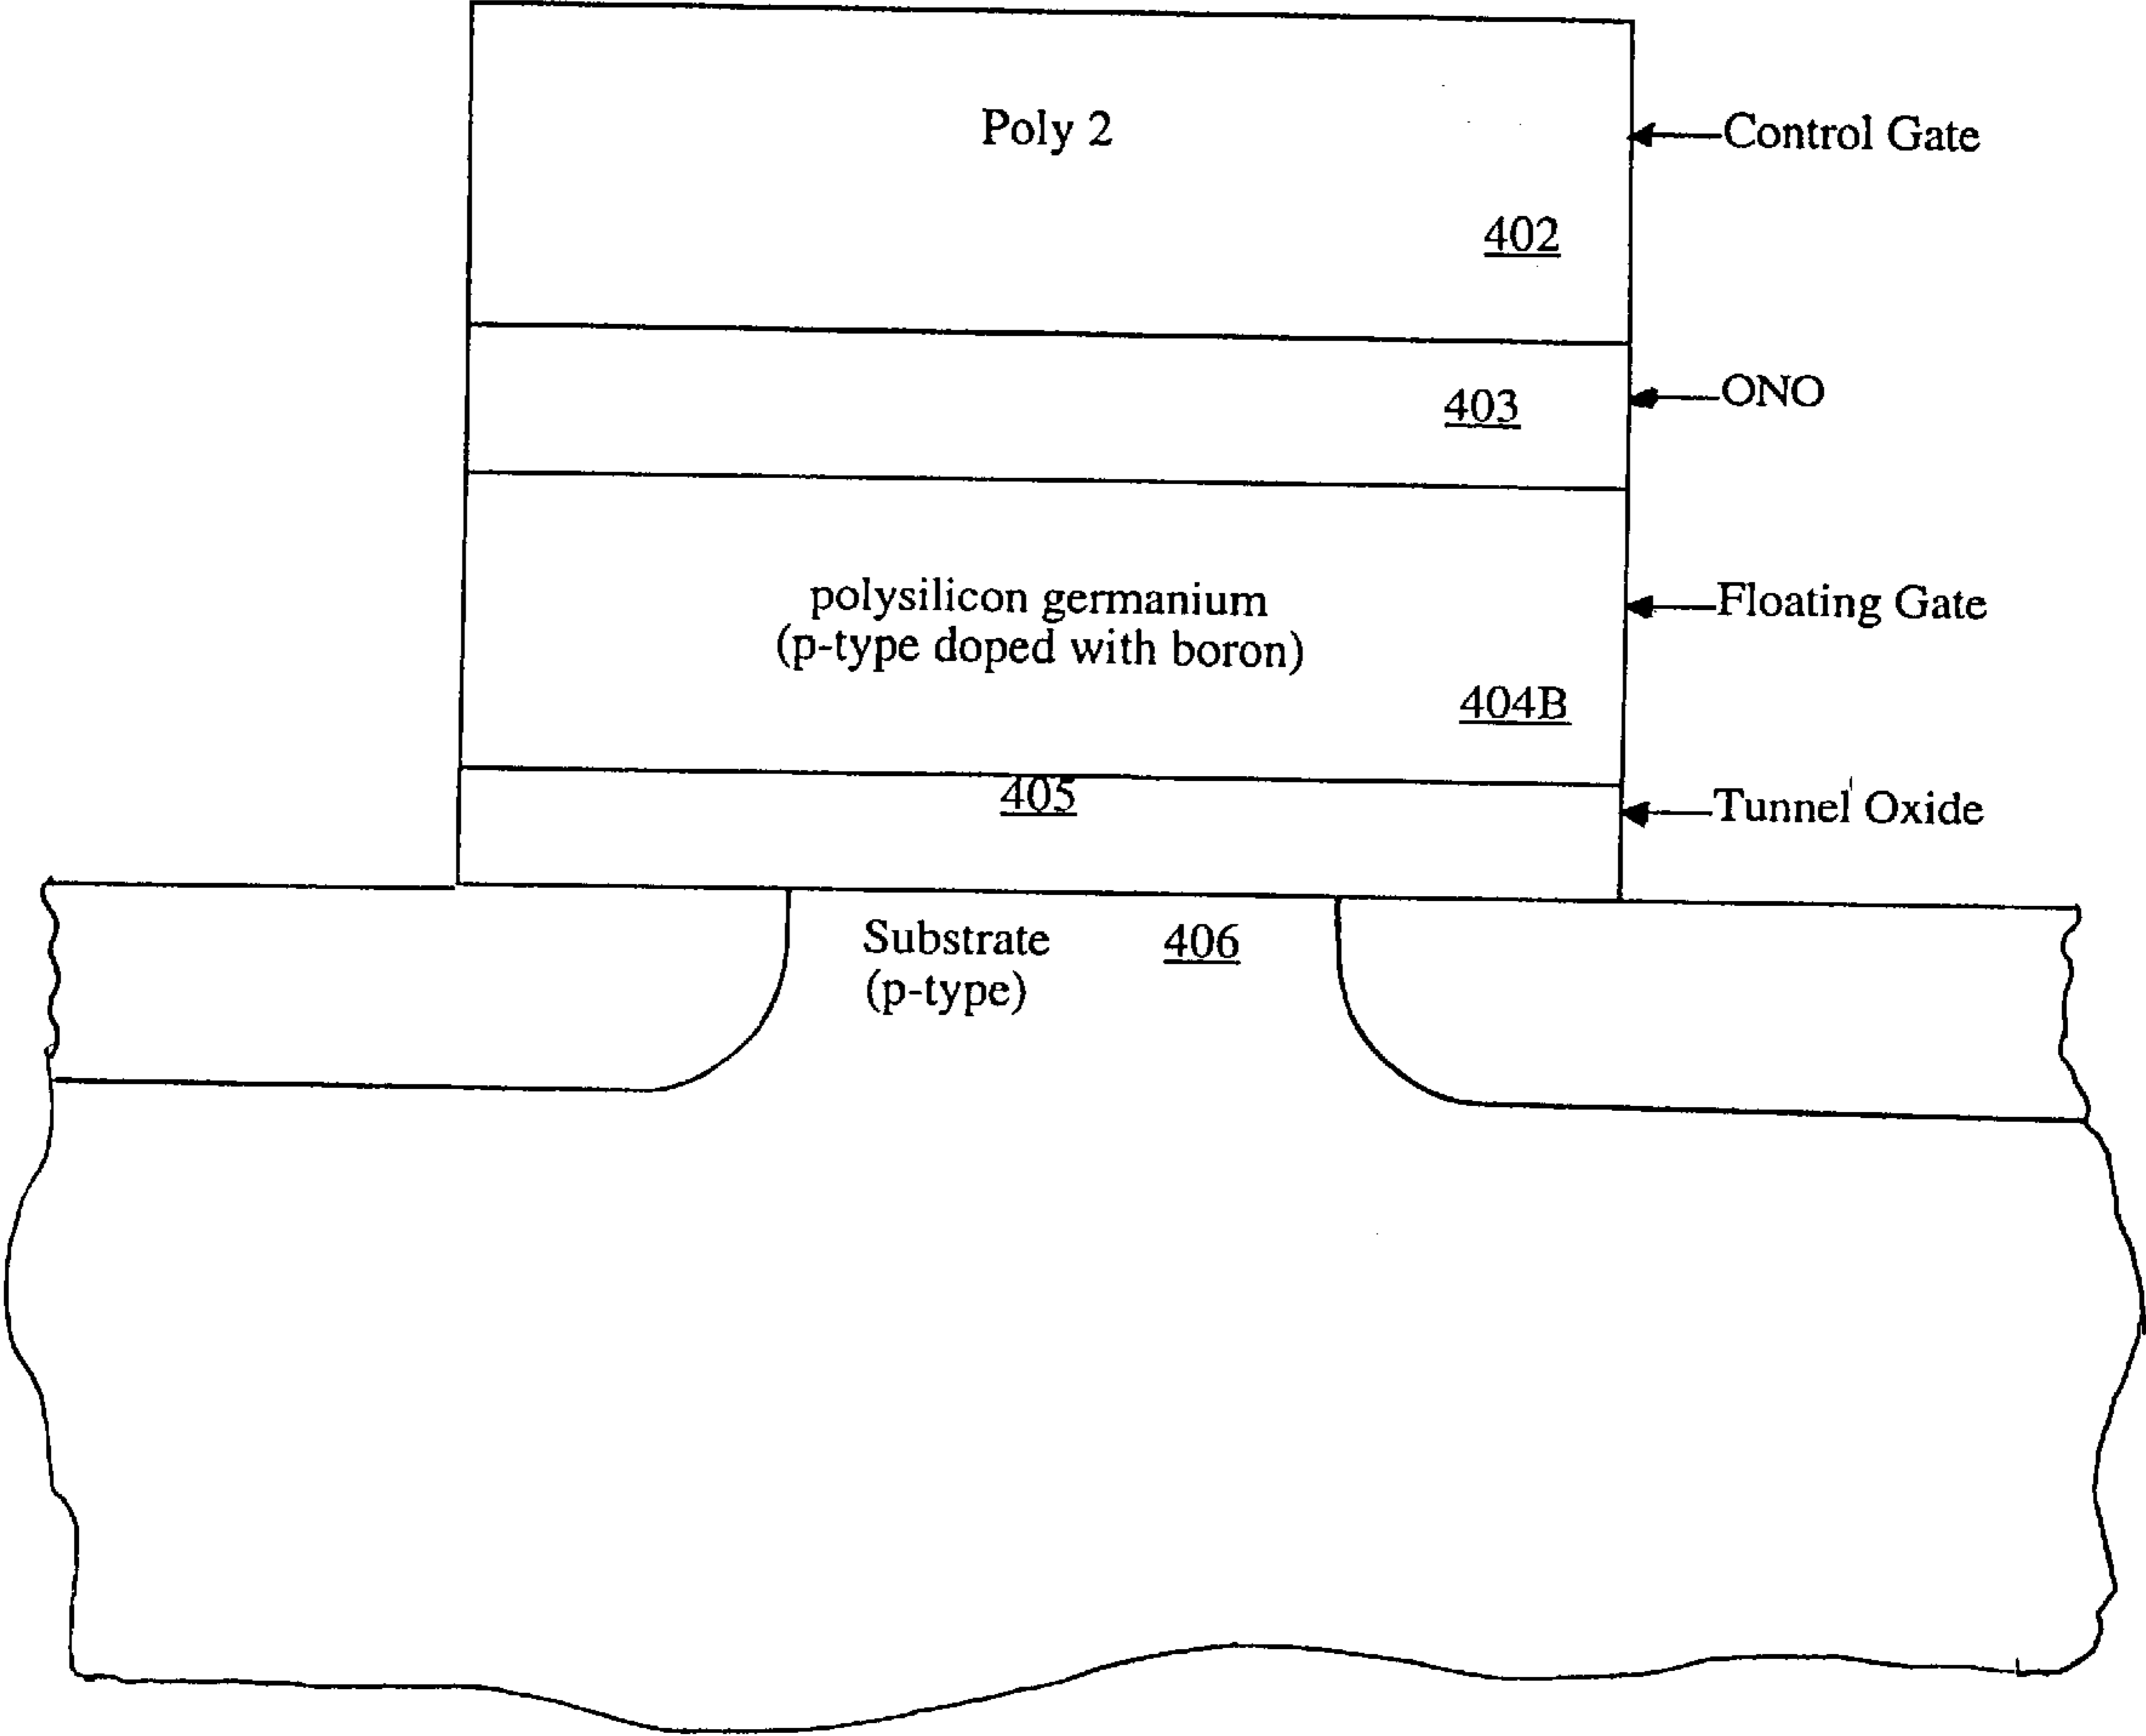 Poly 2
Control Gate
402
403
ONO
polysilicon germanium
(p-type doped with boron)
Floating Gate
404B
405
Tunnel Oxide
Substrate
406
(p-type)